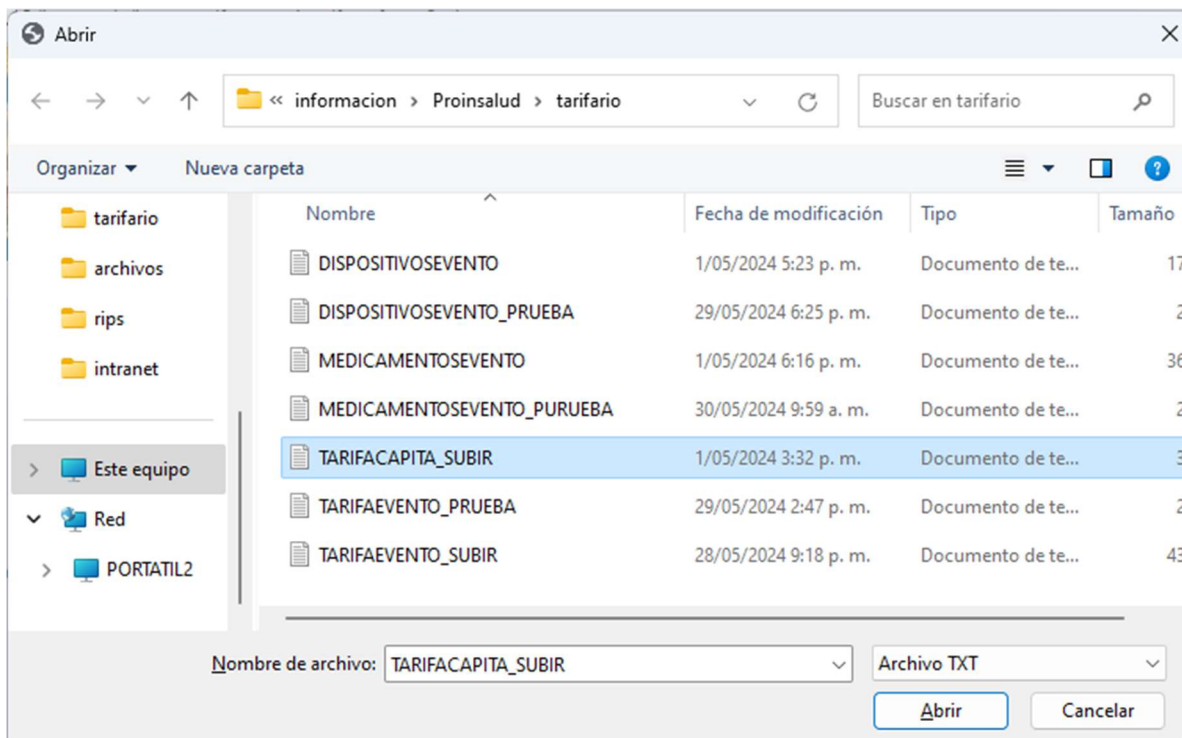 Abrir
« informacion > Proinsalud > tarifario
Buscar en tarifario
Organizar
Nueva carpeta
tarifario
archivos
rips
intranet
Este equipo
Red
PORTATIL2
Nombre Fecha de modificación Tipo Tamaño
DISPOSITIVOSEVENTO 1/05/2024 5:23 p. m. Documento de te... 17
DISPOSITIVOSEVENTO_PRUEBA 29/05/2024 6:25 p. m. Documento de te...
MEDICAMENTOSEVENTO 1/05/2024 6:16 p. m. Documento de te... 36
MEDICAMENTOSEVENTO_PURUEBA 30/05/2024 9:59 a. m. Documento de te...
TARIFACAPITA_SUBIR 1/05/2024 3:32 p. m. Documento de te...
TARIFAEVENTO_PRUEBA 29/05/2024 2:47 p. m. Documento de te...
TARIFAEVENTO_SUBIR 28/05/2024 9:18 p. m. Documento de te... 43
Nombre de archivo: TARIFACAPITA_SUBIR
Archivo TXT
Abrir
Cancelar